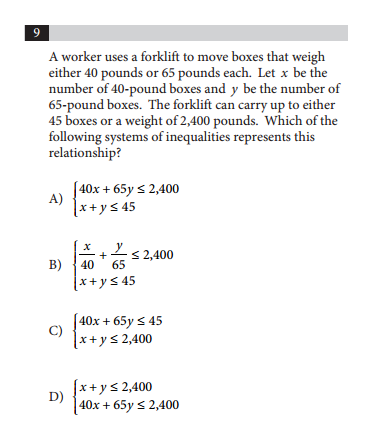 9
A worker uses a forklift to move boxes that weigh
either 40 pounds or 65 pounds each. Let x be the
number of 40-pound boxes and y be the number of
65-pound boxes. The forklift can carry up to either
45 boxes or a weight of 2,400 pounds. Which of the
following systems of inequalities represents this
relationship?
A) { 40x + 65y ≤ 2,400
x + y ≤ 45
B) { x/40 + y/65 ≤ 2,400
x + y ≤ 45
C) { 40x + 65y ≤ 45
x + y ≤ 2,400
D) { x + y ≤ 2,400
40x + 65y ≤ 2,400